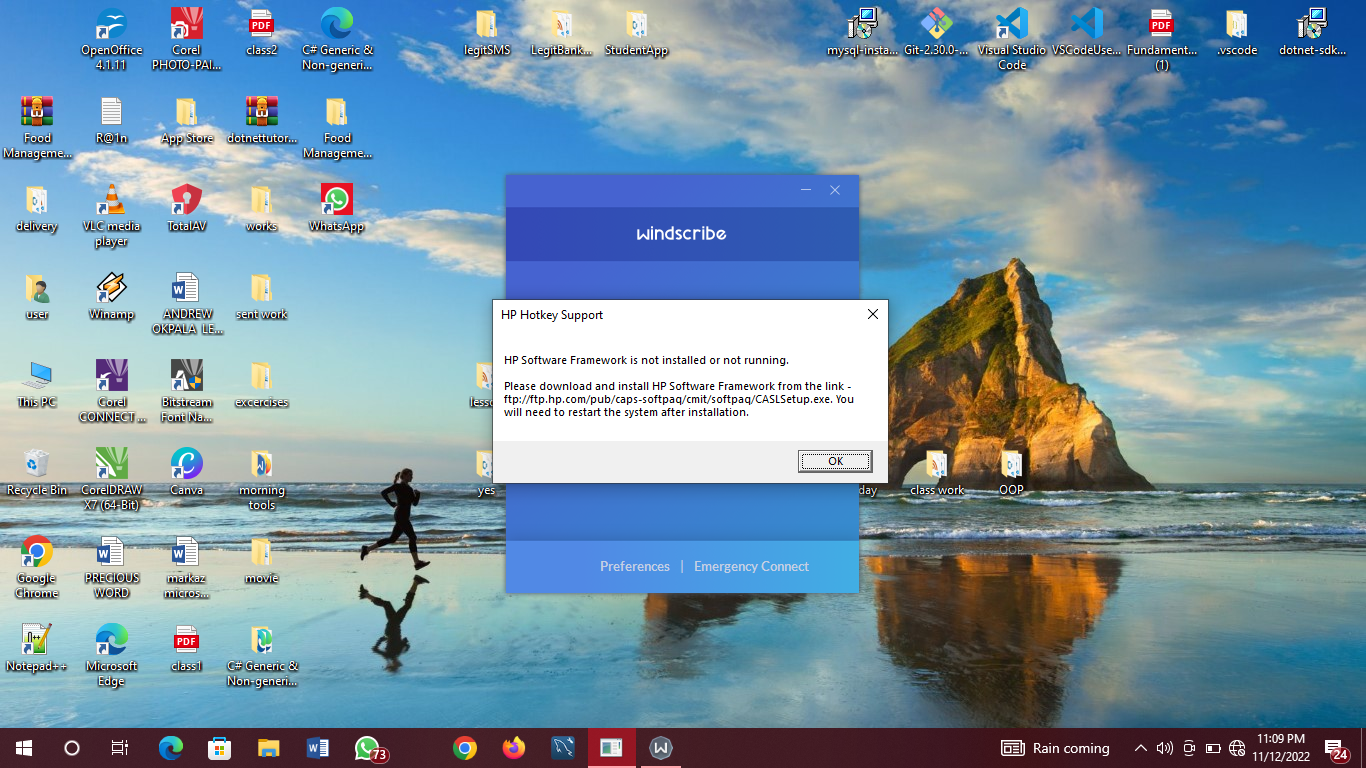 OpenOffice
4.1.11
Corel
PHOTO-PAI...
class2
C# Generic &
Non-generi...
legitSMS
LegitBank...
StudentApp
mysql-insta...
Git-2.30.0-...
Visual Studio
Code
VSCodeUse...
Fundament...
(1)
.vscode
dotnet-sdk...
Food
Manageme...
R@1n
App Store
dotnettutor...
Food
Manageme...
delivery
VLC media
player
TotalAV
works
WhatsApp
windscribe
user
Winamp
ANDREW
OKPALA_LE...
sent work
HP Hotkey Support
HP Software Framework is not installed or not running.
Please download and install HP Software Framework from the link -
ftp://ftp.hp.com/pub/caps-softpaq/cmit/softpaq/CASLSetup.exe. You
will need to restart the system after installation.
OK
This PC
Corel
CONNECT ...
Bitstream
Font Na...
excercises
Recycle Bin
CorelDRAW
X7 (64-Bit)
Canva
morning
tools
yes
day
class work
OOP
Google
Chrome
PRECIOUS
WORD
markaz
micros...
movie
Preferences | Emergency Connect
Notepad++
Microsoft
Edge
class1
C# Generic &
Non-generi...
73
Rain coming
11:09 PM
11/12/2022
24